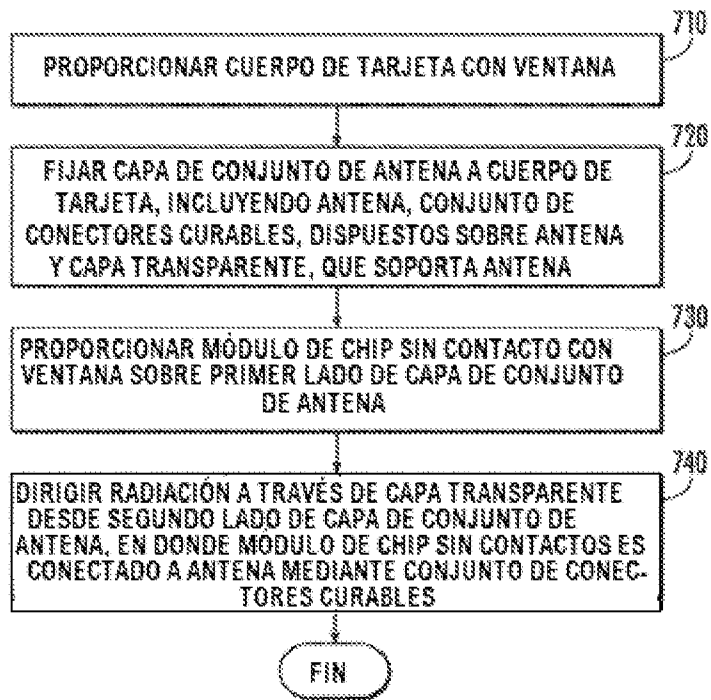 710
PROPORCIONAR CUERPO DE TARJETA CON VENTANA
720
FIJAR CAPA DE CONJUNTO DE ANTENA A CUERPO DE
TARJETA, INCLUYENDO ANTENA, CONJUNTO DE
CONECTORES CURABLES, DISPUESTOS SOBRE ANTENA
Y CAPA TRANSPARENTE, QUE SOPORTA ANTENA
730
PROPORCIONAR MÓDULO DE CHIP SIN CONTACTO CON
VENTANA SOBRE PRIMER LADO DE CAPA DE CONJUNTO
DE ANTENA
740
DIRIGIR RADIACIÓN A TRAVÉS DE CAPA TRANSPARENTE
DESDE SEGUNDO LADO DE CAPA DE CONJUNTO DE
ANTENA, EN DONDE MÓDULO DE CHIP SIN CONTACTOS ES
CONECTADO A ANTENA MEDIANTE CONJUNTO DE CONEC-
TORES CURABLES
FIN